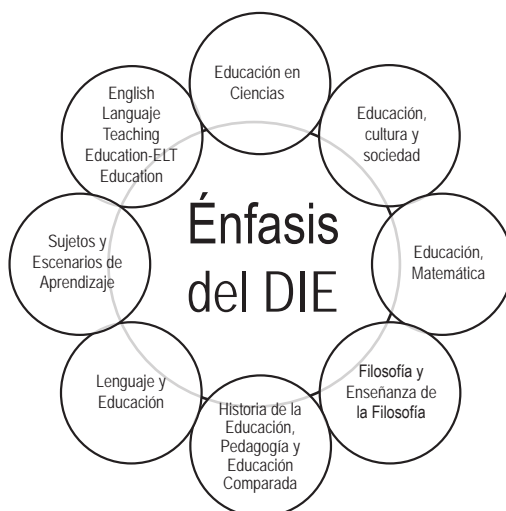 Educación en
Ciencias
Educación,
cultura y
sociedad
Educación,
Matemática
Filosofía y
Enseñanza de
la Filosofía
Historia de la
Educación,
Pedagogía y
Educación
Comparada
Lenguaje y
Educación
Sujetos y
Escenarios de
Aprendizaje
English
Languaje
Teaching
Education-ELT
Education
Énfasis
del DIE